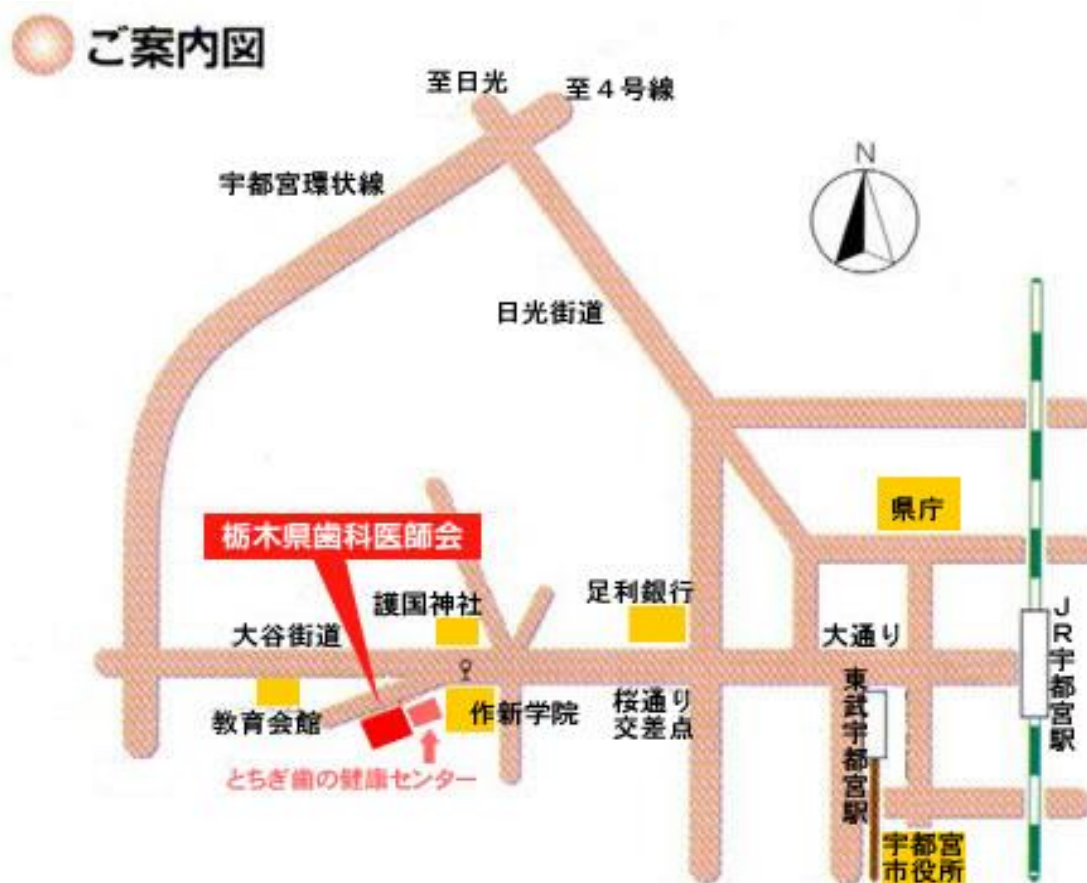 ご案内図
至日光
至４号線
宇都宮環状線
N
日光街道
県庁
栃木県歯科医師会
護国神社
足利銀行
大谷街道
大通り
JR宇都宮駅
東武宇都宮駅
教育会館
作新学院
桜通り
交差点
とちぎ歯の健康センター
宇都宮
市役所